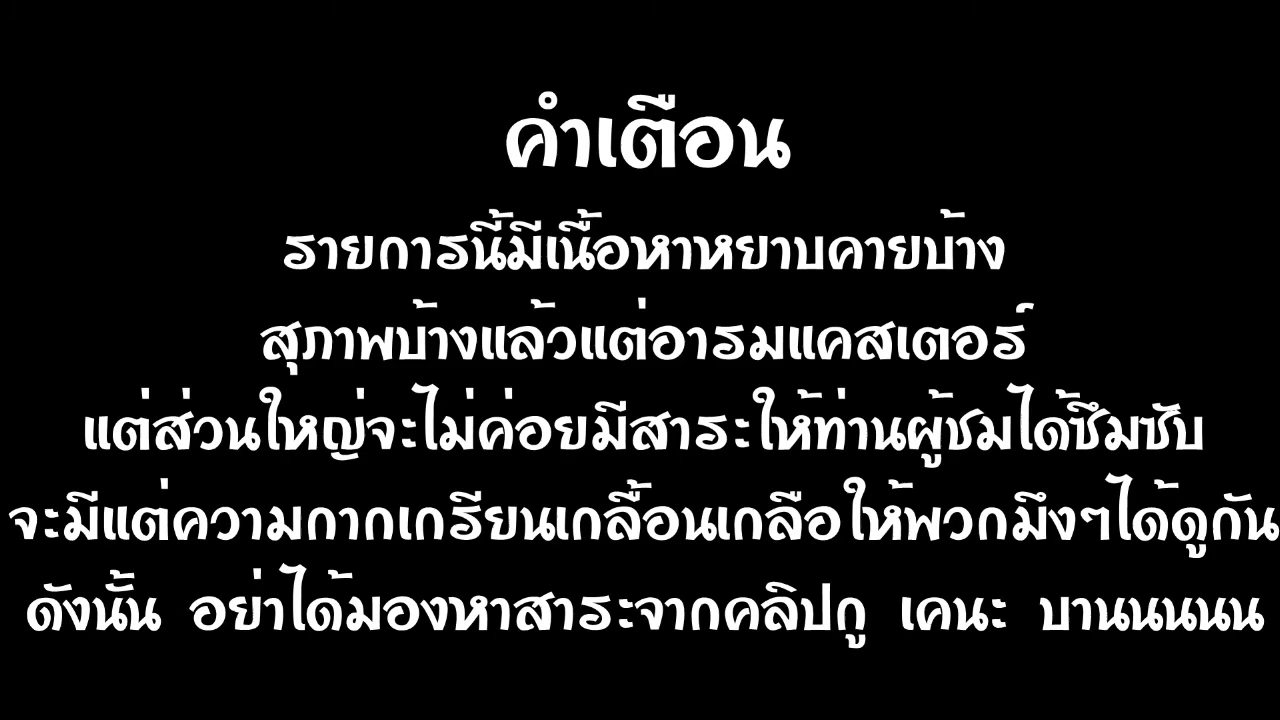 คำเตือน
รายการนี้มีเนื้อหาหยาบคายบ้าง
สุภาพบ้างแล้วแต่อารมแคสเตอร์
แต่ส่วนใหญ่จะไม่ค่อยมีสาระให้ท่านผู้ชมได้ซึมซับ
จะมีแต่ความกากเกรียนเกลื้อนเกลือให้พวกมึงๆได้ดูกัน
ดังนั้น อย่าได้มองหาสาระจากคลิปกู เคนะ บานนนนน